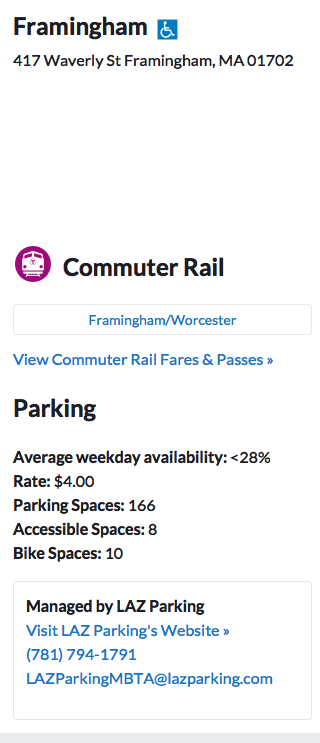 Framingham
417 Waverly St Framingham, MA 01702
Commuter Rail
Framingham/Worcester
View Commuter Rail Fares & Passes »
Parking
Average weekday availability: <28%
Rate: $4.00
Parking Spaces: 166
Accessible Spaces: 8
Bike Spaces: 10
Managed by LAZ Parking
Visit LAZ Parking's Website »
(781) 794-1791
LAZParkingMBTA@lazparking.com